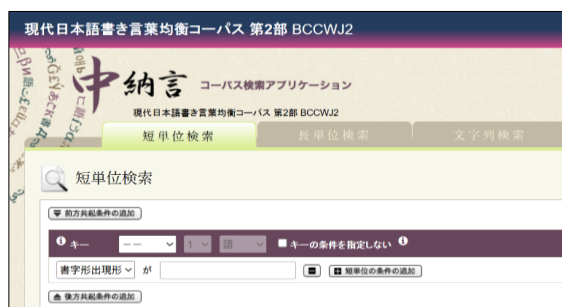 現代日本語書き言葉均衡コーパス 第2部 BCCWJ2
中納言 コーパス検索アプリケーション
現代日本語書き言葉均衡コーパス 第2部 BCCWJ2
短単位検索 長単位検索 文字列検索
短単位検索
前方共起条件の追加
キー -- 1 語 キーの条件を指定しない
書字形出現形 が 短単位の条件の追加
後方共起条件の追加